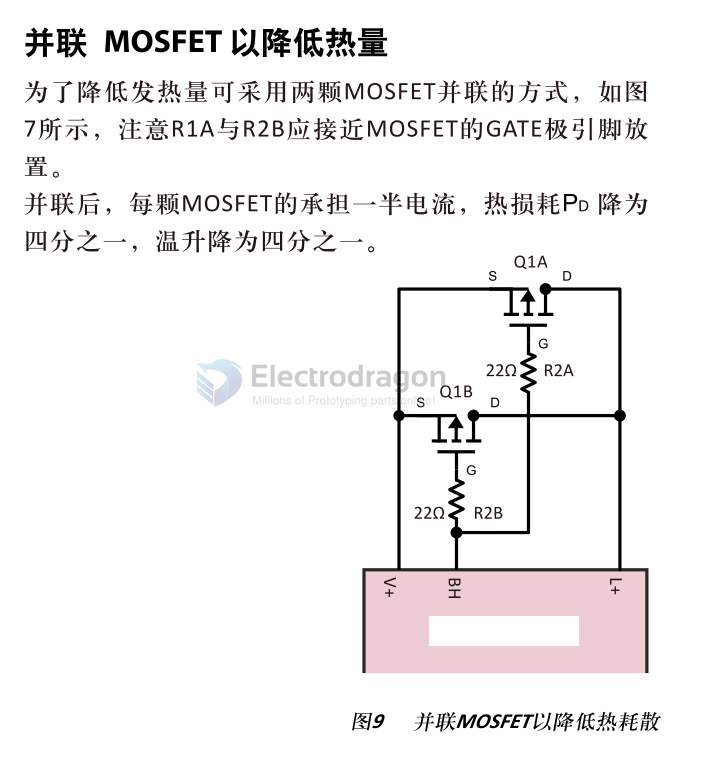 并联 MOSFET 以降低热量
为了降低发热量可采用两颗MOSFET并联的方式，如图
7所示，注意R1A与R2B应接近MOSFET的GATE极引脚放
置。
并联后，每颗MOSFET的承担一半电流，热损耗PD 降为
四分之一，温升降为四分之一。
Q1A
S
D
G
22Ω
R2A
Electrodragon
Millions of Prototyping parts online!
Q1B
S
D
G
22Ω
R2B
V+
BH
L+
图9 并联MOSFET以降低热耗散